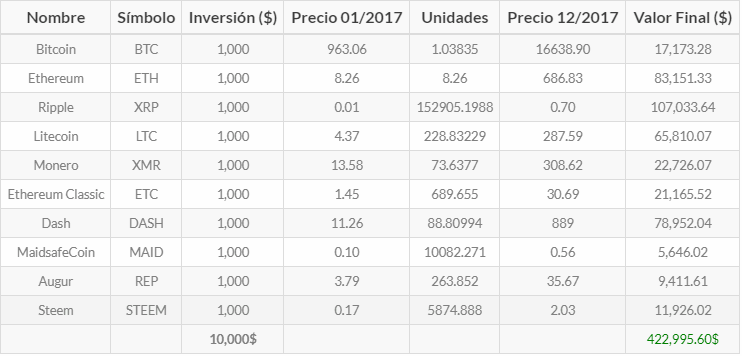 Nombre Símbolo Inversión ($) Precio 01/2017 Unidades Precio 12/2017 Valor Final ($)
Bitcoin BTC 1,000 963.06 1.03835 16638.90 17,173.28
Ethereum ETH 1,000 8.26 8.26 686.83 83,151.33
Ripple XRP 1,000 0.01 152905.1988 0.70 107,033.64
Litecoin LTC 1,000 4.37 228.83229 287.59 65,810.07
Monero XMR 1,000 13.58 73.6377 308.62 22,726.07
Ethereum Classic ETC 1,000 1.45 689.655 30.69 21,165.52
Dash DASH 1,000 11.26 88.80994 889 78,952.04
MaidsafeCoin MAID 1,000 0.10 10082.271 0.56 5,646.02
Augur REP 1,000 3.79 263.852 35.67 9,411.61
Steem STEEM 1,000 0.17 5874.888 2.03 11,926.02
10,000$ 422,995.60$